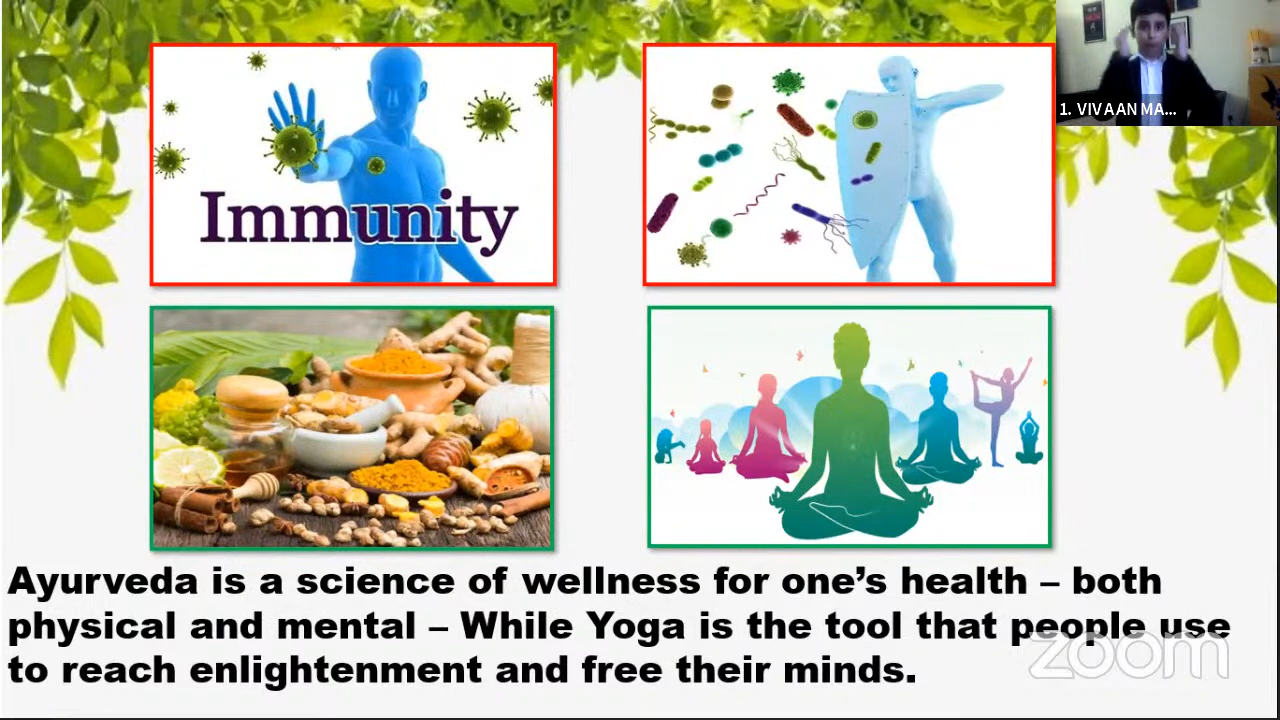 1. VIVAAN MA...
Immunity
Ayurveda is a science of wellness for one’s health – both
physical and mental – While Yoga is the tool that people use
to reach enlightenment and free their minds.
zoom